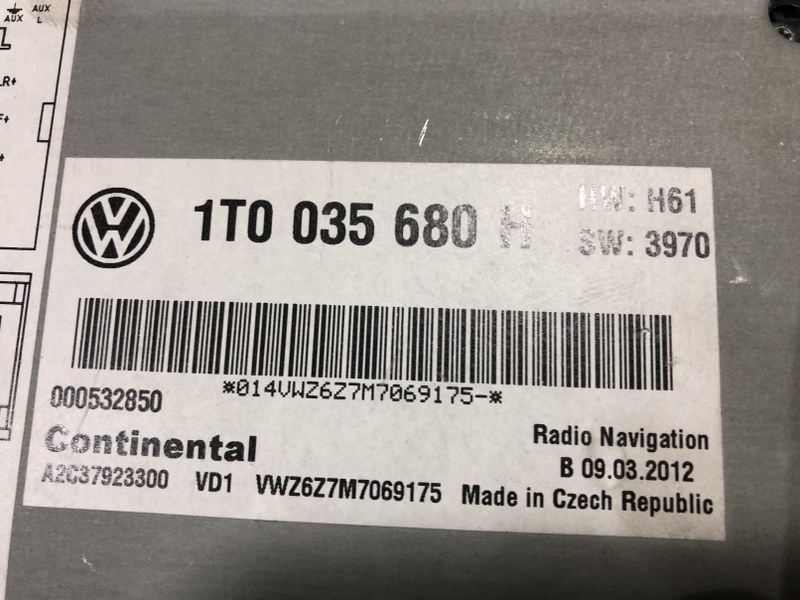 AUX AUX
L
LR+
F+
1T0 035 680 H
HW: H61
SW: 3970
*014VWZ6Z7M7069175-*
000532850
Continental
A2C37923300 VD1 VWZ6Z7M7069175
Radio Navigation
B 09.03.2012
Made in Czech Republic